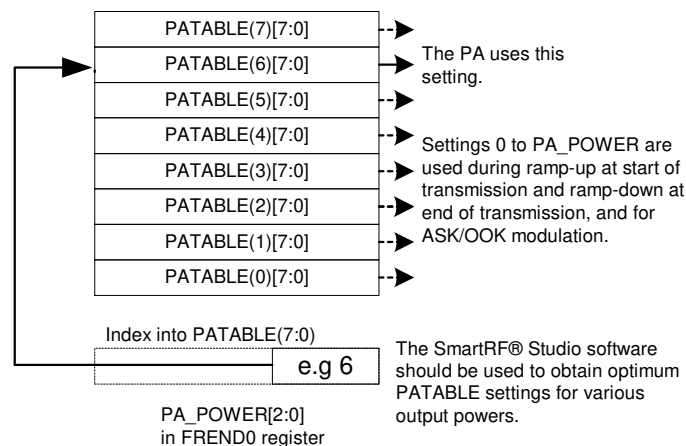 PATABLE(7)[7:0]
PATABLE(6)[7:0]
PATABLE(5)[7:0]
PATABLE(4)[7:0]
PATABLE(3)[7:0]
PATABLE(2)[7:0]
PATABLE(1)[7:0]
PATABLE(0)[7:0]
The PA uses this
setting.
Settings 0 to PA_POWER are
used during ramp-up at start of
transmission and ramp-down at
end of transmission, and for
ASK/OOK modulation.
Index into PATABLE(7:0)
e.g 6
PA_POWER[2:0]
in FREND0 register
The SmartRF® Studio software
should be used to obtain optimum
PATABLE settings for various
output powers.